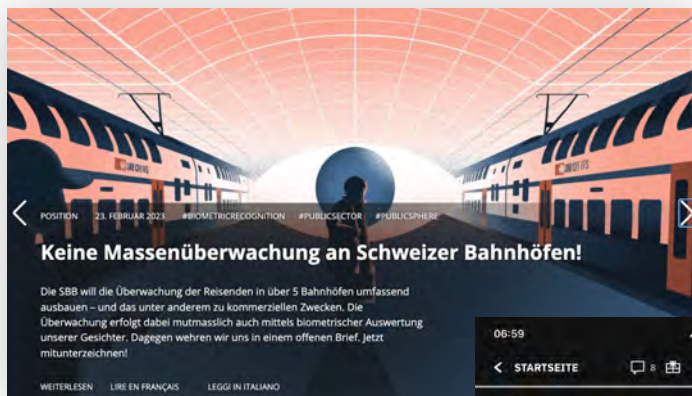 POSITION 23. FEBRUAR 2023 #BIOMETRICRECOGNITION #PUBLICSECTOR #PUBLICSPHERE
Keine Massenüberwachung an Schweizer Bahnhöfen!
Die SBB will die Überwachung der Reisenden in über 5 Bahnhöfen umfassend
ausbauen – und das unter anderem zu kommerziellen Zwecken. Die
Überwachung erfolgt dabei mutmasslich auch mittels biometrischer Auswertung
unserer Gesichter. Dagegen wehren wir uns in einem offenen Brief. Jetzt
mitunterzeichnen!
WEITERLESEN LIRE EN FRANÇAIS LEGGI IN ITALIANO
06:59
STARTSEITE 8